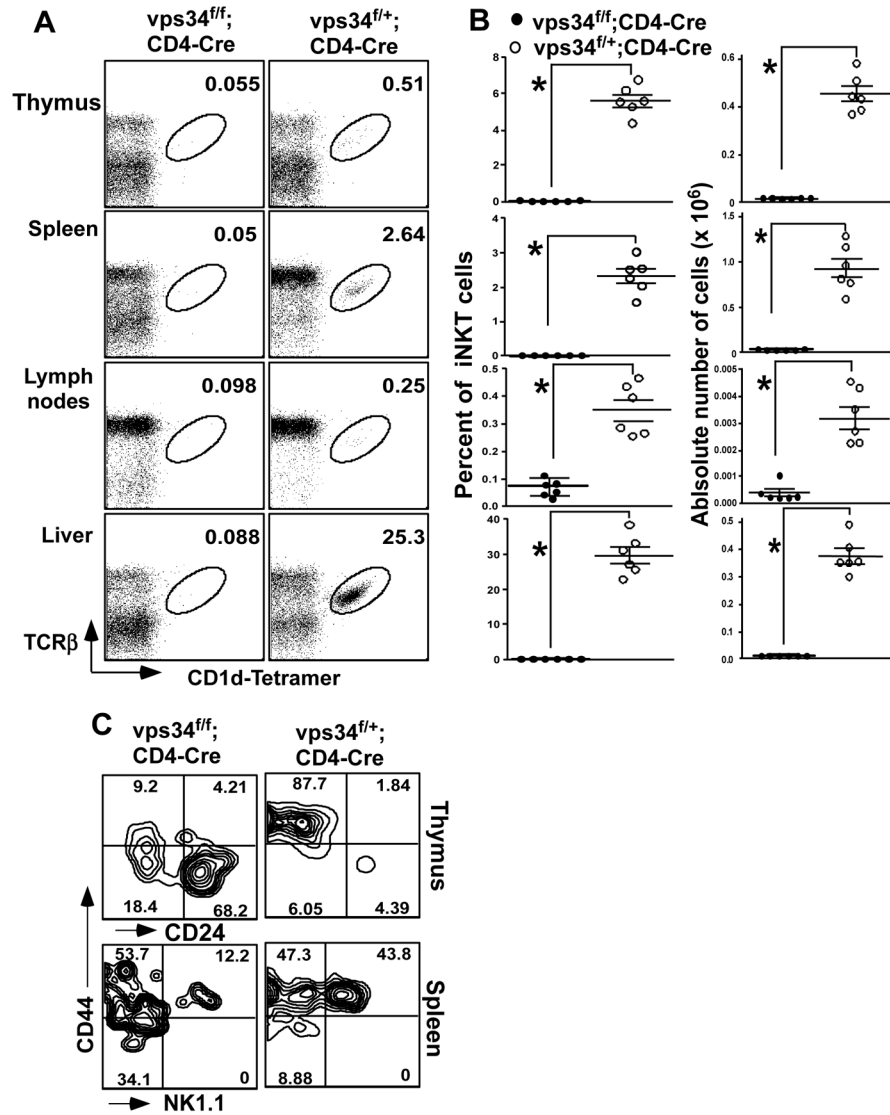 A
vps34f/f;
CD4-Cre
vps34f/+;
CD4-Cre
Thymus
0.055
0.51
Spleen
0.05
2.64
Lymph
nodes
0.098
0.25
Liver
0.088
25.3
TCRβ
CD1d-Tetramer
B
vps34f/f;CD4-Cre
vps34f/+;CD4-Cre
Percent of iNKT cells
8
6
4
2
0
*
4
3
2
1
0
*
0.5
0.4
0.3
0.2
0.1
0.0
*
40
30
20
10
0
*
Ablsolute number of cells (x 10⁶)
0.6
0.4
0.2
0.0
*
1.5
1.0
0.5
0.0
*
0.005
0.004
0.003
0.002
0.001
0.000
*
0.5
0.4
0.3
0.2
0.1
0.0
*
C
vps34f/f;
CD4-Cre
vps34f/+;
CD4-Cre
9.2
4.21
87.7
1.84
18.4
68.2
6.05
4.39
Thymus
CD24
53.7
12.2
47.3
43.8
34.1
0
8.88
0
Spleen
CD44
NK1.1